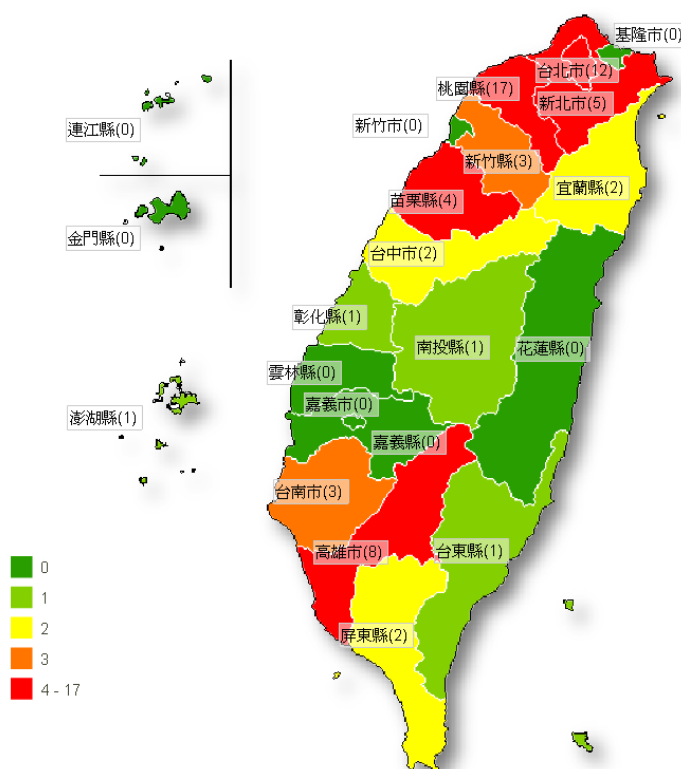 基隆市(0)
台北市(12)
桃園縣(17)
新北市(5)
連江縣(0)
新竹市(0)
新竹縣(3)
宜蘭縣(2)
苗栗縣(4)
金門縣(0)
台中市(2)
彰化縣(1)
南投縣(1)
花蓮縣(0)
雲林縣(0)
嘉義市(0)
澎湖縣(1)
嘉義縣(0)
台南市(3)
高雄市(8)
台東縣(1)
屏東縣(2)
0
1
2
3
4 - 17